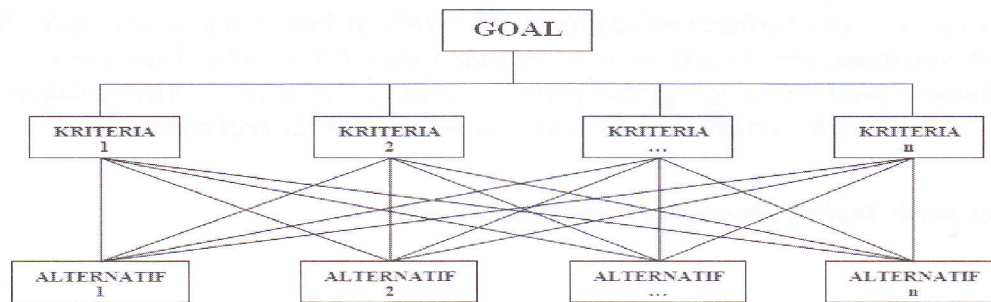 GOAL
KRITERIA
1
KRITERIA
2
KRITERIA
...
KRITERIA
n
ALTERNATIF
1
ALTERNATIF
2
ALTERNATIF
...
ALTERNATIF
n